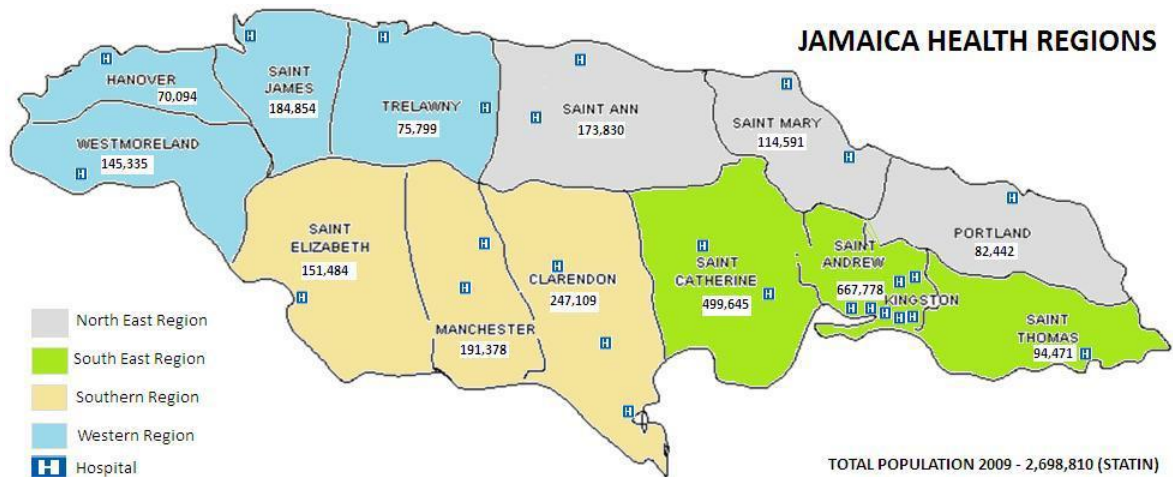 JAMAICA HEALTH REGIONS
HANOVER
70,094
SAINT
JAMES
184,854
TRELAWNY
75,799
SAINT ANN
173,830
SAINT MARY
114,591
WESTMORELAND
145,335
SAINT
ELIZABETH
151,484
MANCHESTER
191,378
CLARENDON
247,109
SAINT
CATHERINE
499,645
SAINT
ANDREW
667,778
KINGSTON
PORTLAND
82,442
SAINT
THOMAS
94,471
North East Region
South East Region
Southern Region
Western Region
H Hospital
TOTAL POPULATION 2009 - 2,698,810 (STATIN)